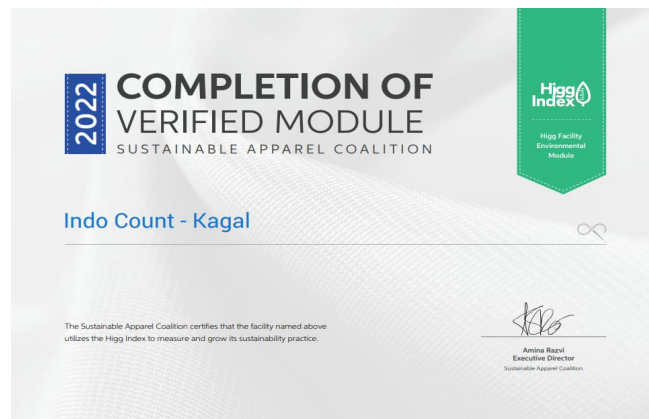 2022
COMPLETION OF
VERIFIED MODULE
SUSTAINABLE APPAREL COALITION
Higg
Index
Higg Facility
Environmental
Module
Indo Count - Kagal
The Sustainable Apparel Coalition certifies that the facility named above
utilizes the Higg Index to measure and grow its sustainability practice.
Amina Razvi
Executive Director
Sustainable Apparel Coalition